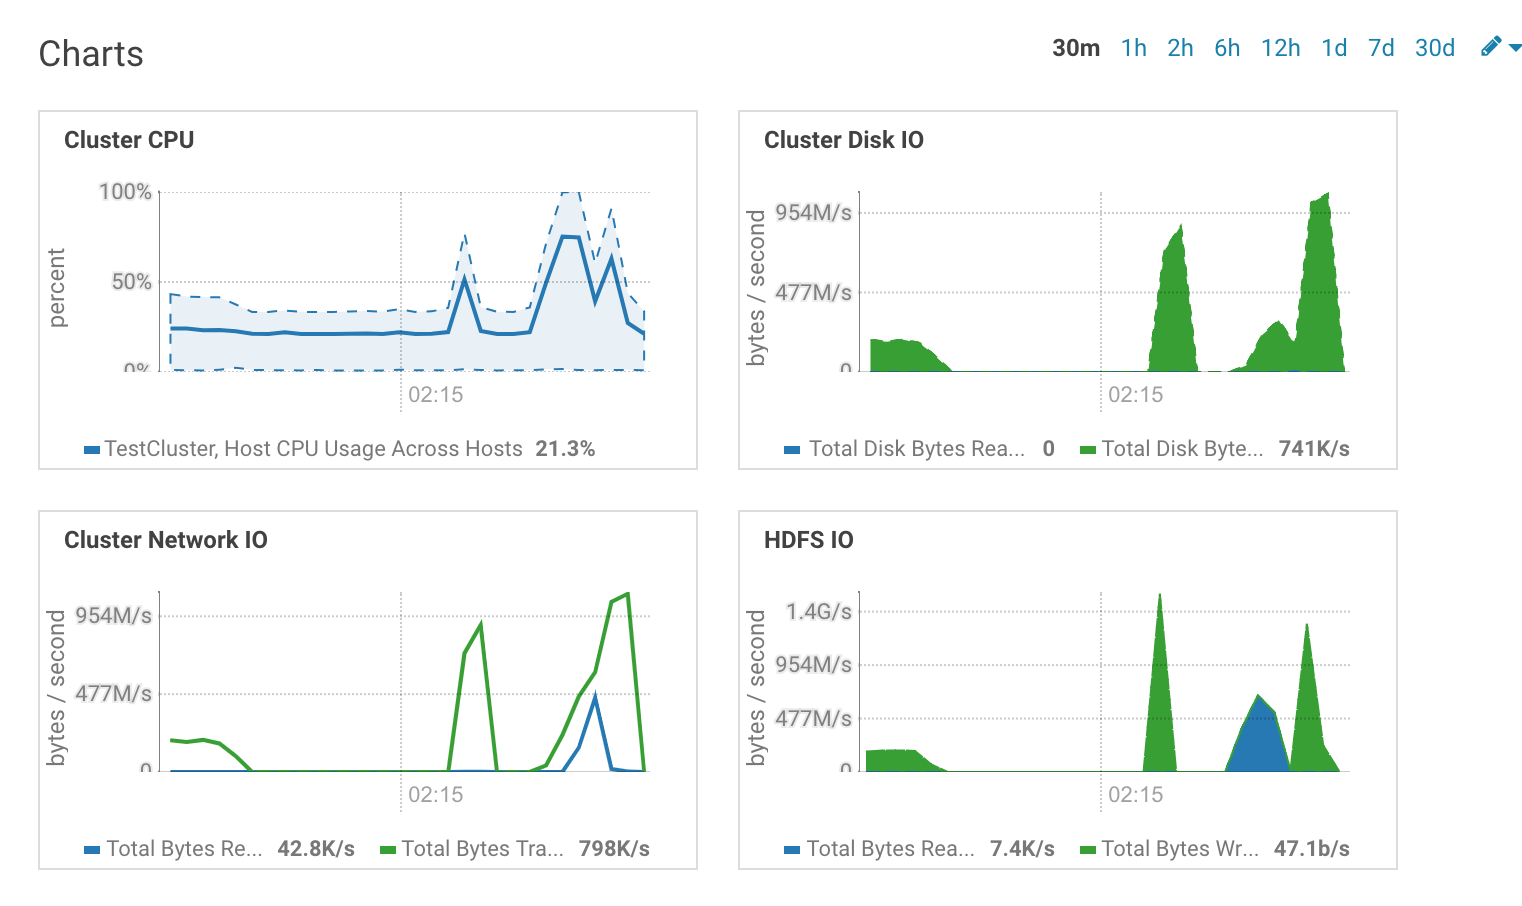 Charts
30m 1h 2h 6h 12h 1d 7d 30d
Cluster CPU
percent
100%
50%
0%
02:15
TestCluster, Host CPU Usage Across Hosts 21.3%
Cluster Disk IO
bytes / second
954M/s
477M/s
0
02:15
Total Disk Bytes Rea... 0 Total Disk Byte... 741K/s
Cluster Network IO
bytes / second
954M/s
477M/s
0
02:15
Total Bytes Re... 42.8K/s Total Bytes Tra... 798K/s
HDFS IO
bytes / second
1.4G/s
954M/s
477M/s
0
02:15
Total Bytes Rea... 7.4K/s Total Bytes Wr... 47.1b/s